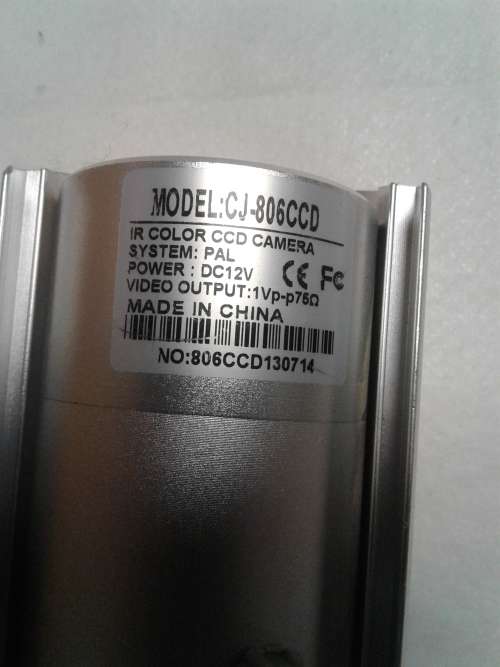 MODEL:CJ-806CCD
IR COLOR CCD CAMERA
SYSTEM: PAL
POWER : DC12V CE FC
VIDEO OUTPUT:1Vp-p75Ω
MADE IN CHINA
NO:806CCD130714